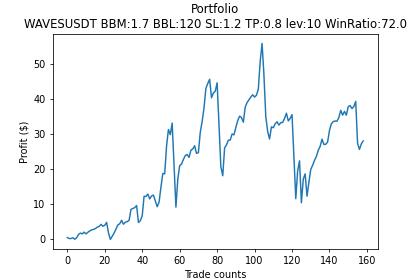 Portfolio
WAVESUSDT BBM:1.7 BBL:120 SL:1.2 TP:0.8 lev:10 WinRatio:72.0
50
40
30
20
10
0
Profit ($)
0 20 40 60 80 100 120 140 160
Trade counts